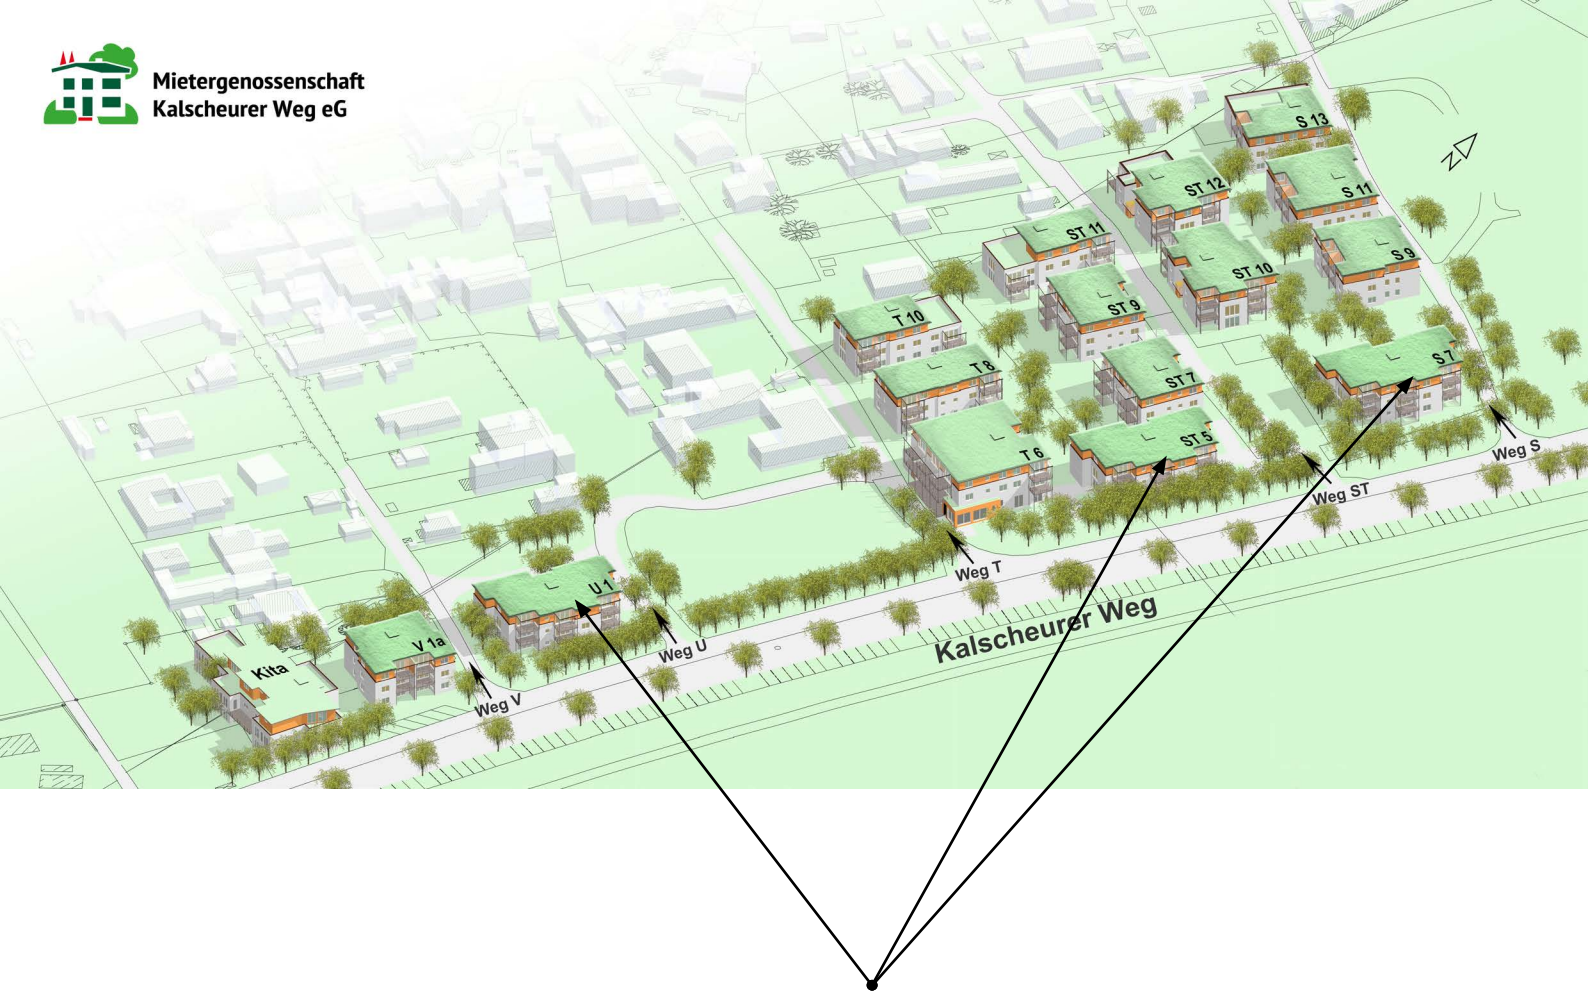 Mietergenossenschaft
Kalscheurer Weg eG
S 13
N
ST 12
S 11
ST 11
S 9
ST 10
ST 9
T 10
S 7
T 8
ST 7
ST 5
T 6
Weg S
Weg ST
Weg T
U 1
Kalscheurer Weg
V 1a
Weg U
Kita
Weg V